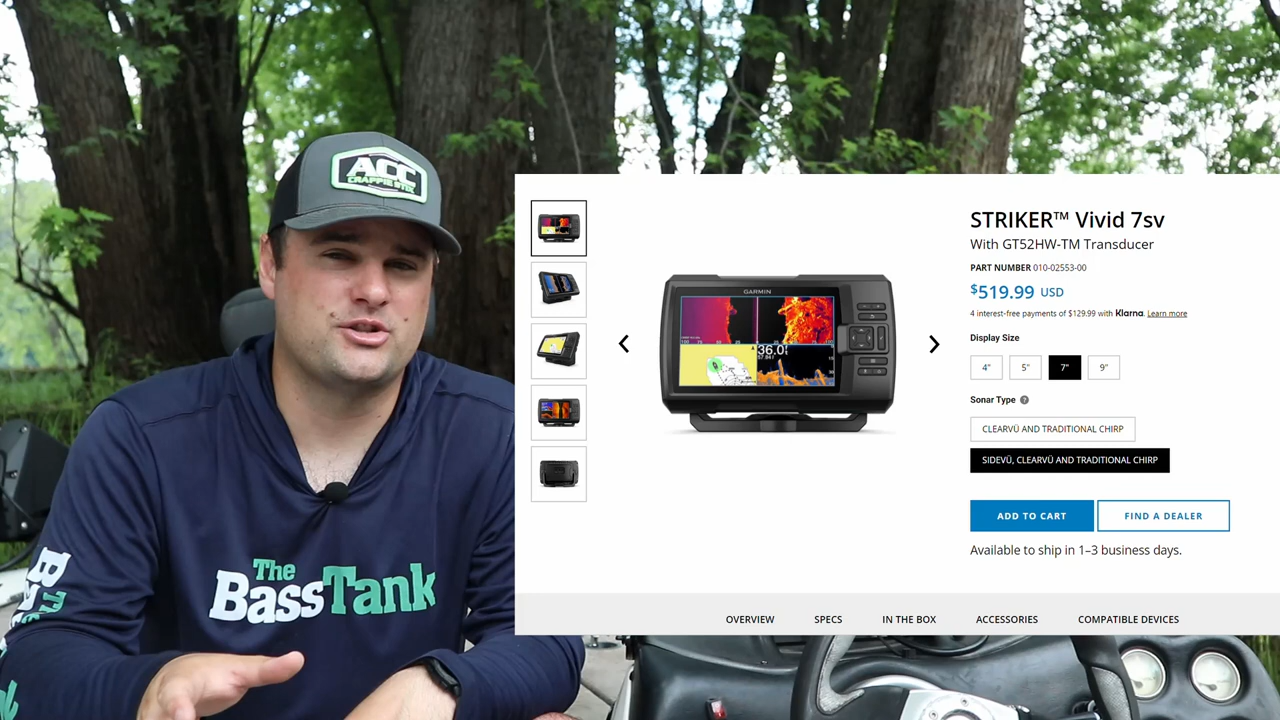 ACC
CRAPPIE STIX
The
BassTank
STRIKER™ Vivid 7sv
With GT52HW-TM Transducer
PART NUMBER 010-02553-00
$519.99 USD
4 interest-free payments of $129.99 with Klarna. Learn more
Display Size
4" 5" 7" 9"
Sonar Type ?
CLEARVÜ AND TRADITIONAL CHIRP
SIDEVÜ, CLEARVÜ AND TRADITIONAL CHIRP
ADD TO CART FIND A DEALER
Available to ship in 1–3 business days.
GARMIN
36.0
OVERVIEW SPECS IN THE BOX ACCESSORIES COMPATIBLE DEVICES